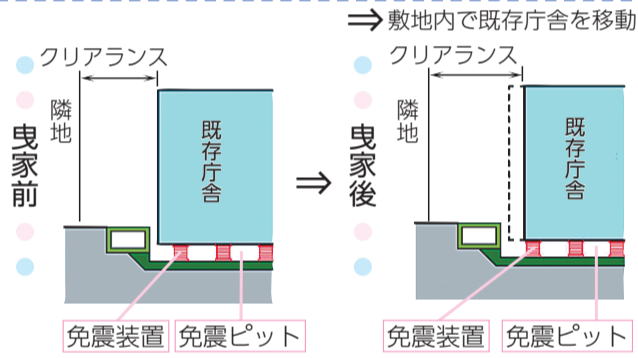 ⇒敷地内で既存庁舎を移動
曳家前
クリアランス
隣地
既存庁舎
免震装置
免震ピット
⇒
曳家後
クリアランス
隣地
既存庁舎
免震装置
免震ピット